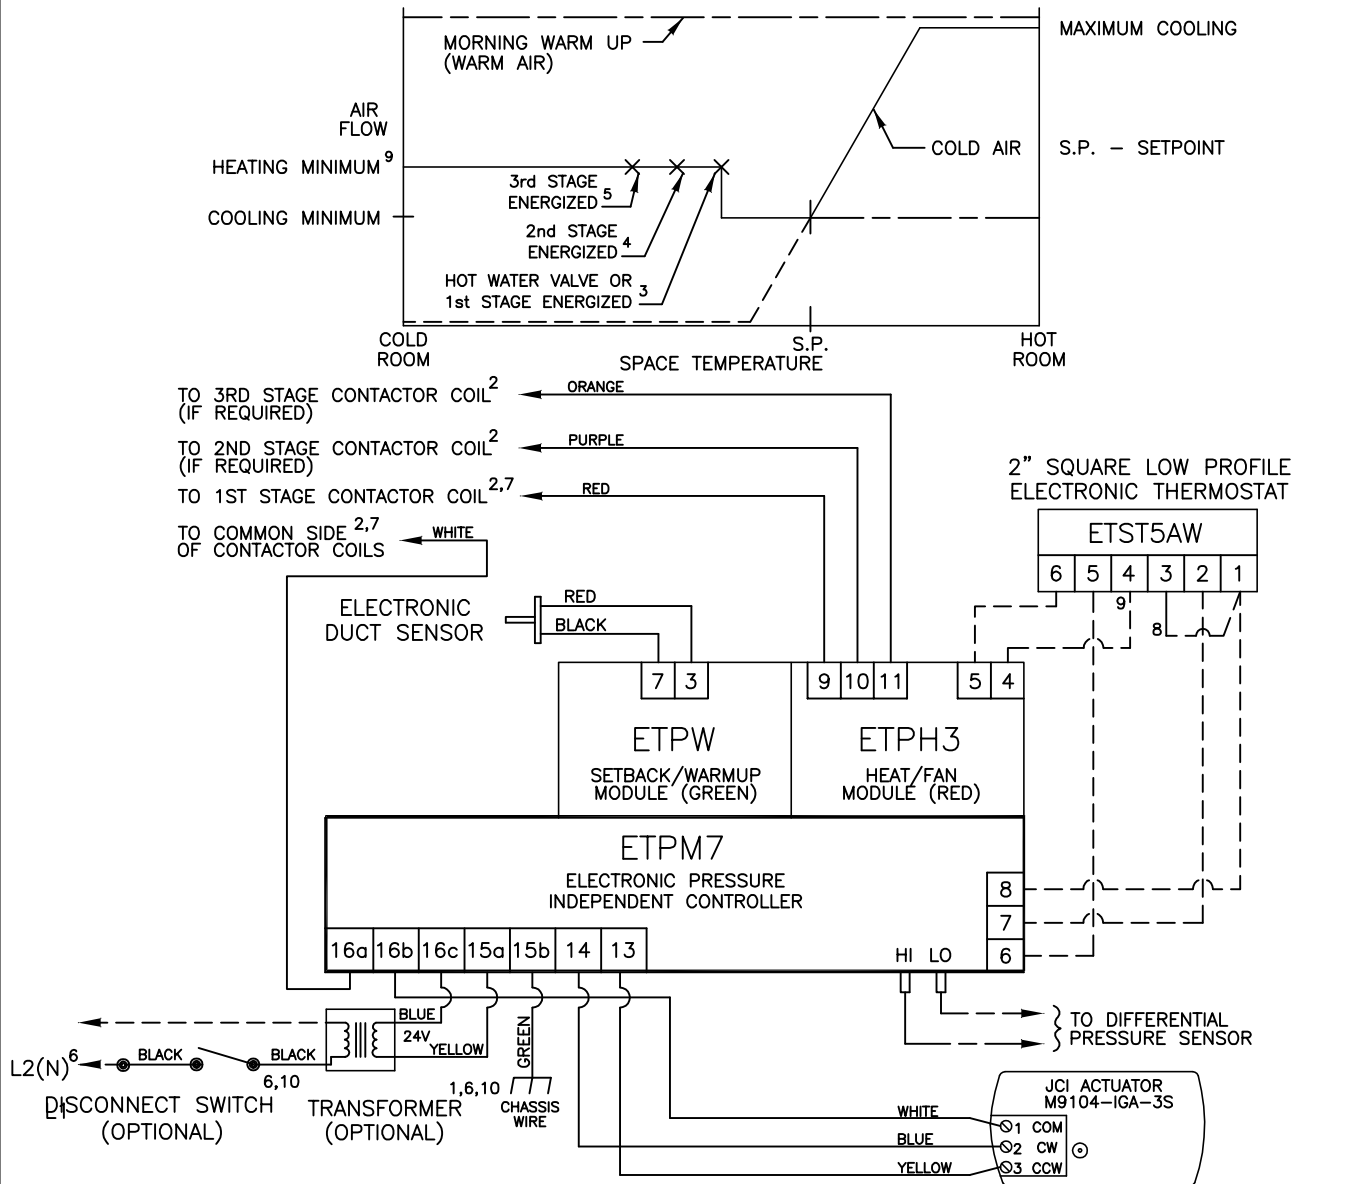 MORNING WARM UP
(WARM AIR)
MAXIMUM COOLING
AIR
FLOW
COLD AIR
S.P. – SETPOINT
HEATING MINIMUM 9
3rd STAGE
ENERGIZED 5
COOLING MINIMUM
2nd STAGE
ENERGIZED 4
HOT WATER VALVE OR
1st STAGE ENERGIZED 3
COLD
ROOM
S.P.
HOT
ROOM
SPACE TEMPERATURE
TO 3RD STAGE CONTACTOR COIL 2
(IF REQUIRED)
ORANGE
TO 2ND STAGE CONTACTOR COIL 2
(IF REQUIRED)
PURPLE
TO 1ST STAGE CONTACTOR COIL 2,7
RED
TO COMMON SIDE 2,7
OF CONTACTOR COILS
WHITE
2” SQUARE LOW PROFILE
ELECTRONIC THERMOSTAT
ETST5AW
6 5 4 3 2 1
9
8
ELECTRONIC
DUCT SENSOR
RED
BLACK
7 3
9 10 11
5 4
ETPW
SETBACK/WARMUP
MODULE (GREEN)
ETPH3
HEAT/FAN
MODULE (RED)
ETPM7
ELECTRONIC PRESSURE
INDEPENDENT CONTROLLER
8
7
6
16a 16b 16c 15a 15b 14 13
HI LO
TO DIFFERENTIAL
PRESSURE SENSOR
BLUE
24V
YELLOW
GREEN
L2(N) 6
BLACK
BLACK
6,10
1,6,10
L1
DISCONNECT SWITCH
(OPTIONAL)
TRANSFORMER
(OPTIONAL)
CHASSIS
WIRE
JCI ACTUATOR
M9104-IGA-3S
WHITE
1 COM
BLUE
2 CW
YELLOW
3 CCW